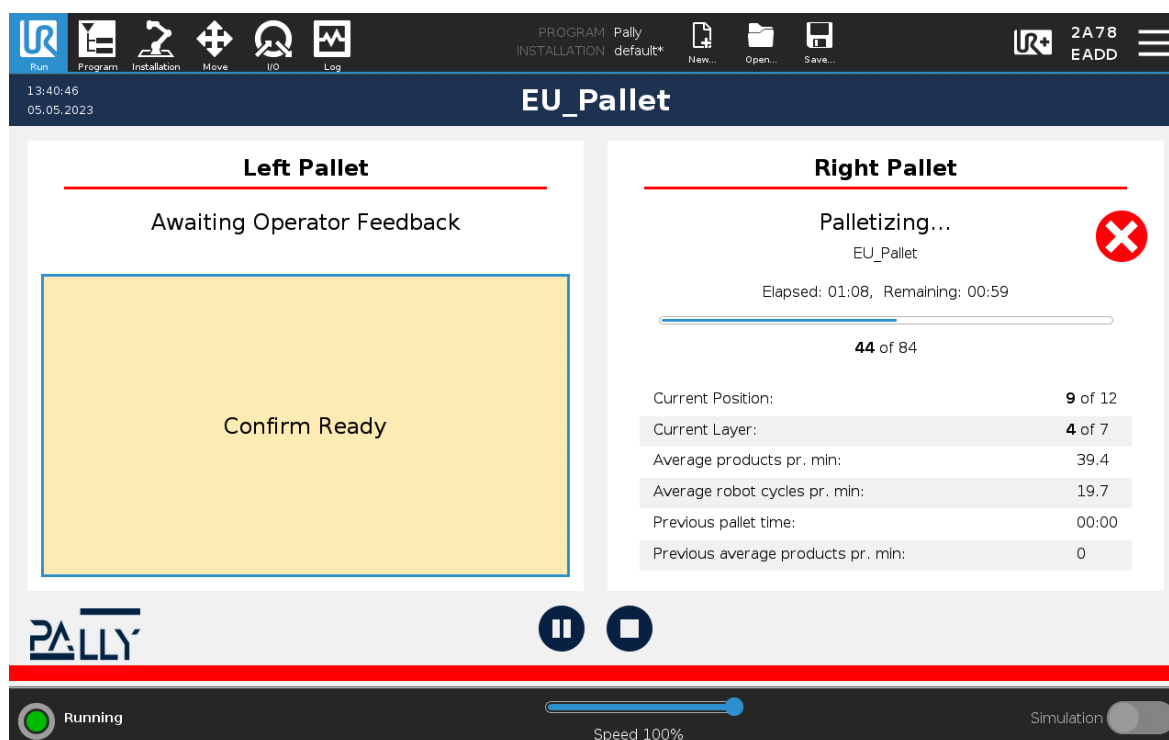 PROGRAM Pally
INSTALLATION default*
2A78
EADD
UR
UR+
Run Program Installation Move I/O Log
New... Open... Save...
13:40:46
05.05.2023
EU_Pallet
Left Pallet
Awaiting Operator Feedback
Confirm Ready
Right Pallet
Palletizing...
EU_Pallet
Elapsed: 01:08, Remaining: 00:59
44 of 84
Current Position: 9 of 12
Current Layer: 4 of 7
Average products pr. min: 39.4
Average robot cycles pr. min: 19.7
Previous pallet time: 00:00
Previous average products pr. min: 0
PALLY
Running
Speed 100%
Simulation